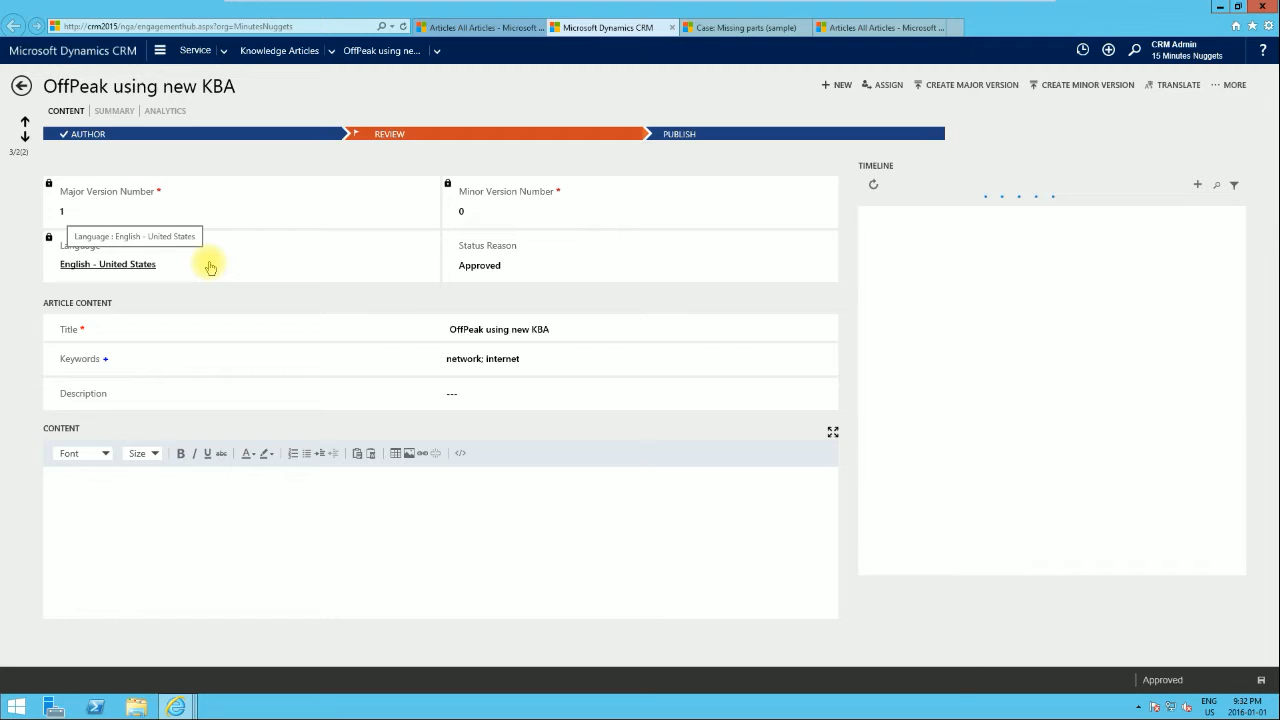 http://crm2015/nga/engagementhub.aspx?org=MinutesNuggets
Articles All Articles - Microsoft ...
Microsoft Dynamics CRM
Case: Missing parts (sample)
Articles All Articles - Microsoft ...
Microsoft Dynamics CRM
Service
Knowledge Articles
OffPeak using ne...
CRM Admin
15 Minutes Nuggets
?
OffPeak using new KBA
+ NEW
ASSIGN
CREATE MAJOR VERSION
CREATE MINOR VERSION
TRANSLATE
... MORE
CONTENT
SUMMARY
ANALYTICS
3/2(2)
AUTHOR
REVIEW
PUBLISH
TIMELINE
Major Version Number *
1
Minor Version Number *
0
Language : English - United States
Language
English - United States
Status Reason
Approved
ARTICLE CONTENT
Title *
OffPeak using new KBA
Keywords +
network; internet
Description
---
CONTENT
Font
Size
B I U abc A </>
Approved
ENG
US
9:32 PM
2016-01-01